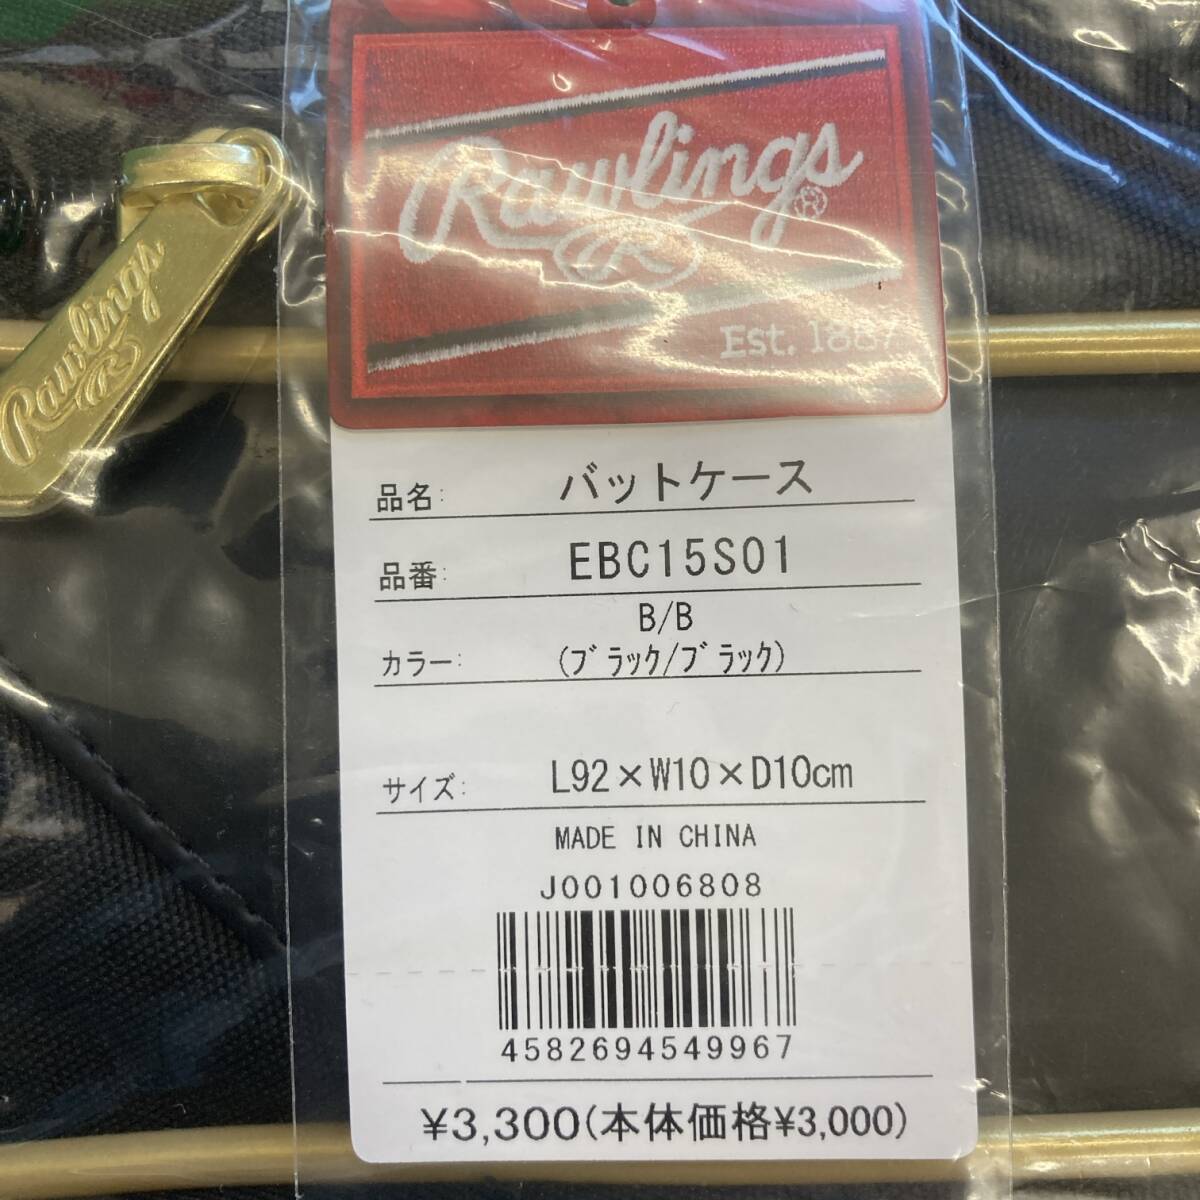 Rawlings®
R
Est. 1887
Rawlings
R
品名: バットケース
品番: EBC15S01
B/B
カラー: (ブラック/ブラック)
サイズ: L92×W10×D10cm
MADE IN CHINA
J001006808
4582694549967
¥3,300(本体価格¥3,000)